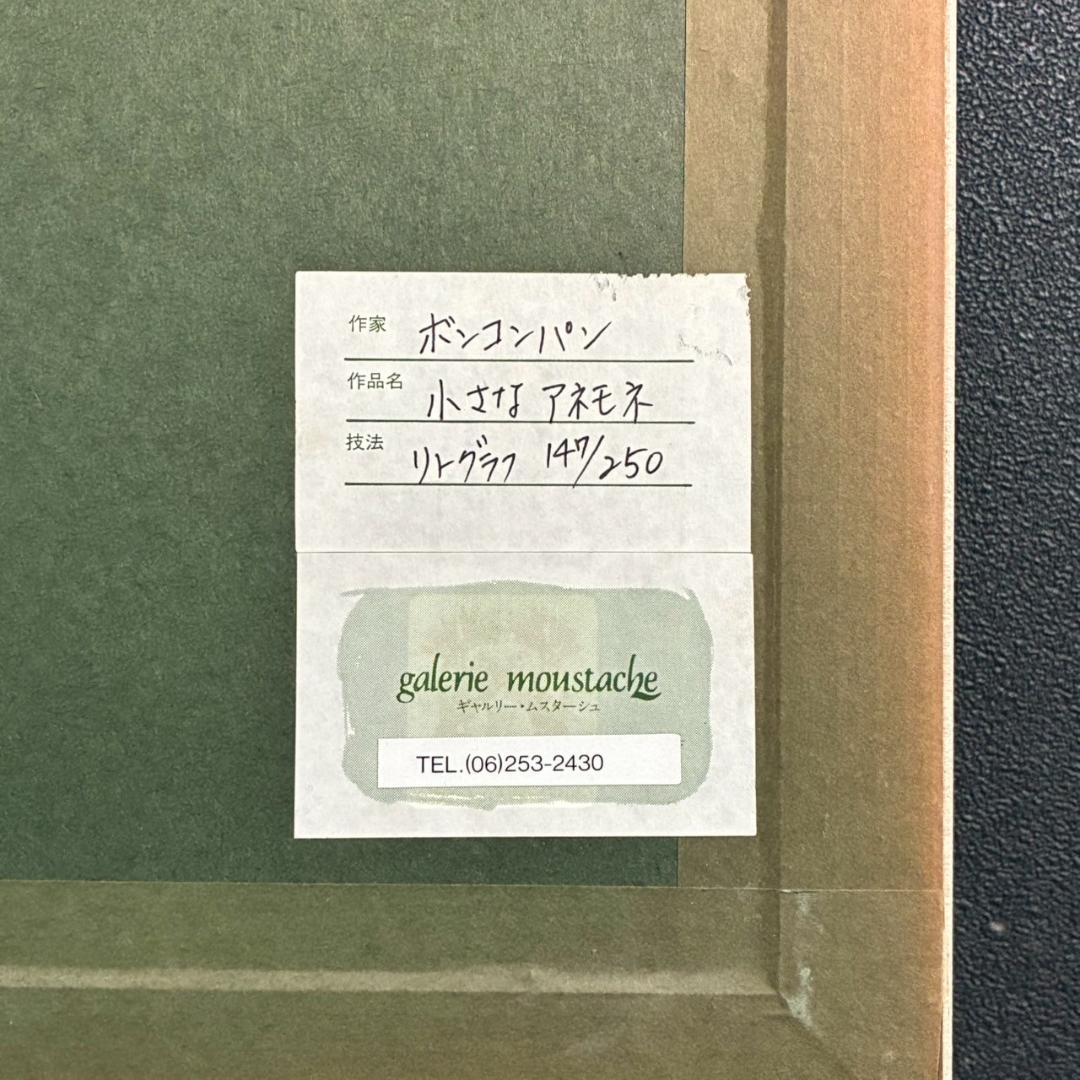 作家 ボンコンパン
作品名 小さな アネモネ
技法 リトグラフ 147/250
galerie moustache
ギャルリー・ムスターシュ
TEL.(06)253-2430